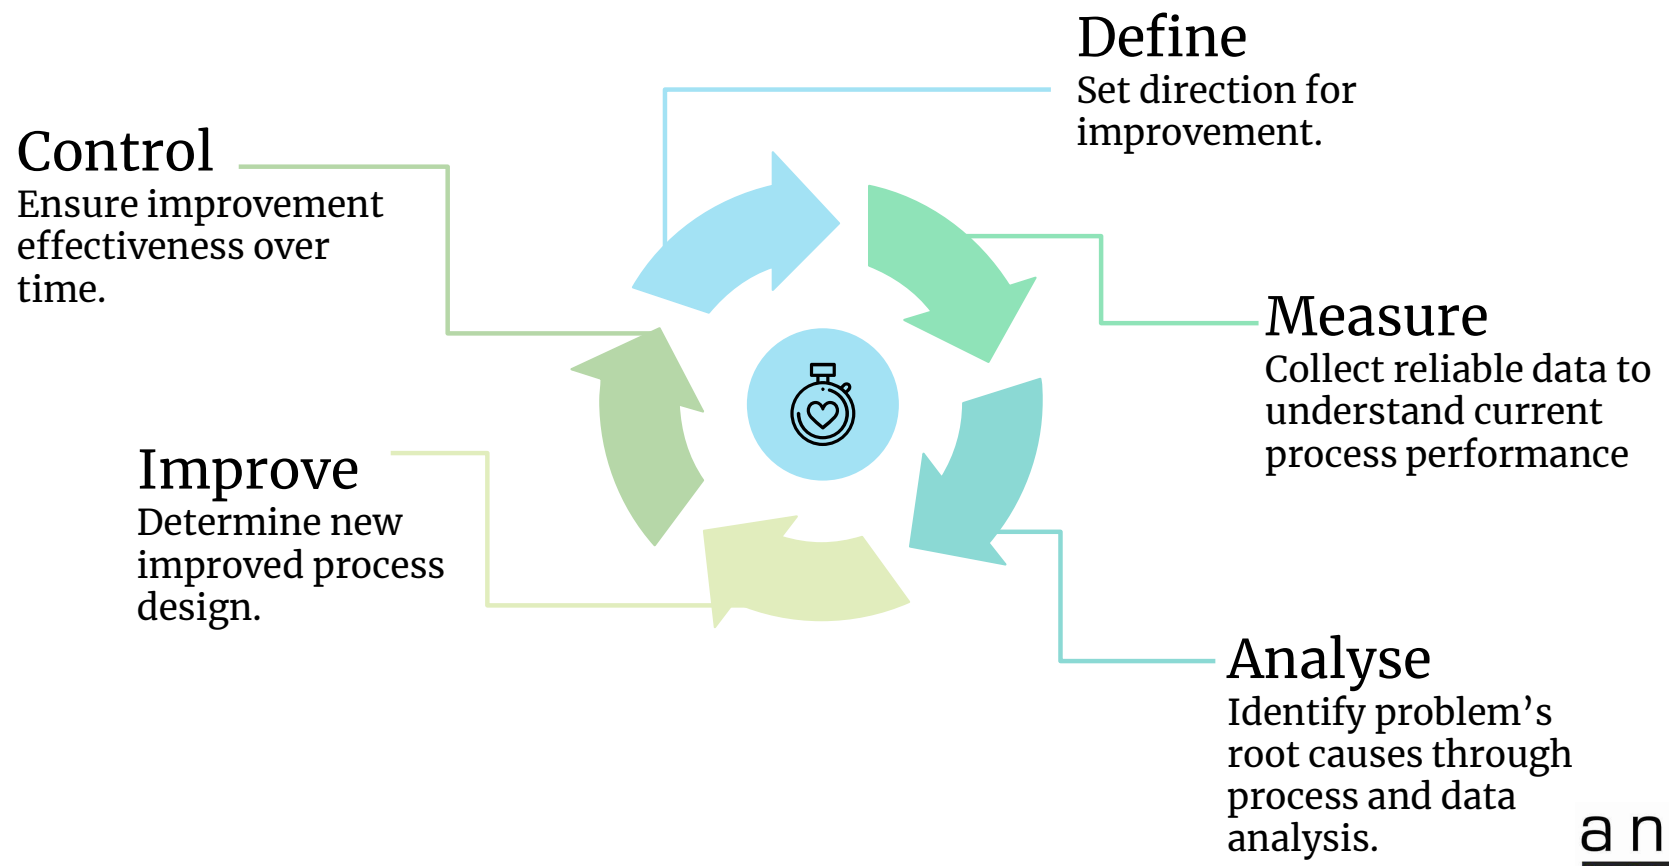 Define
Set direction for
improvement.
Control
Ensure improvement
effectiveness over
time.
Measure
Collect reliable data to
understand current
process performance
Improve
Determine new
improved process
design.
Analyse
Identify problem’s
root causes through
process and data
analysis.
an